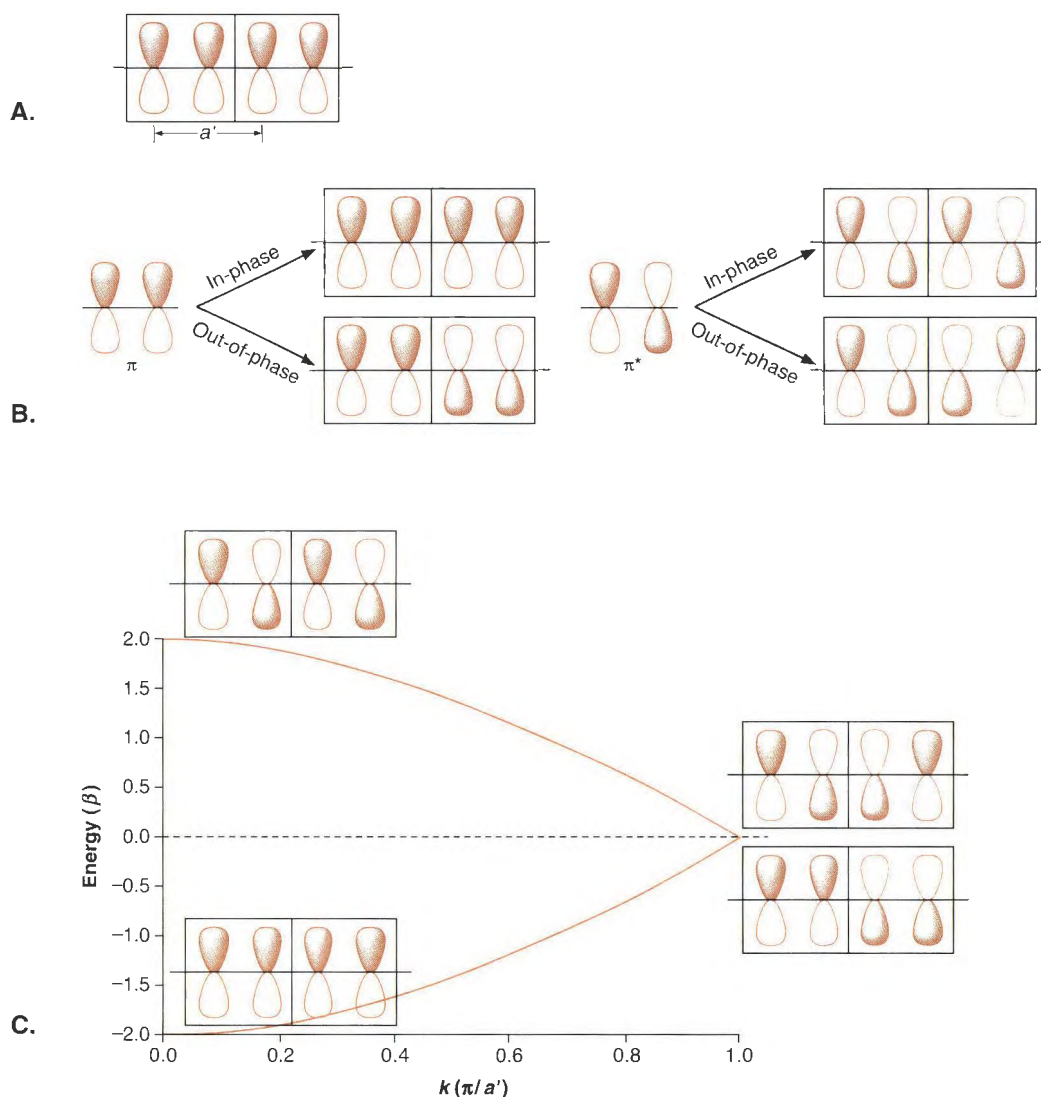 A.
a'
In-phase
In-phase
π
Out-of-phase
π*
Out-of-phase
B.
2.0
1.5
1.0
0.5
0.0
−0.5
−1.0
−1.5
−2.0
Energy (β)
C.
0.0 0.2 0.4 0.6 0.8 1.0
k (π/a')